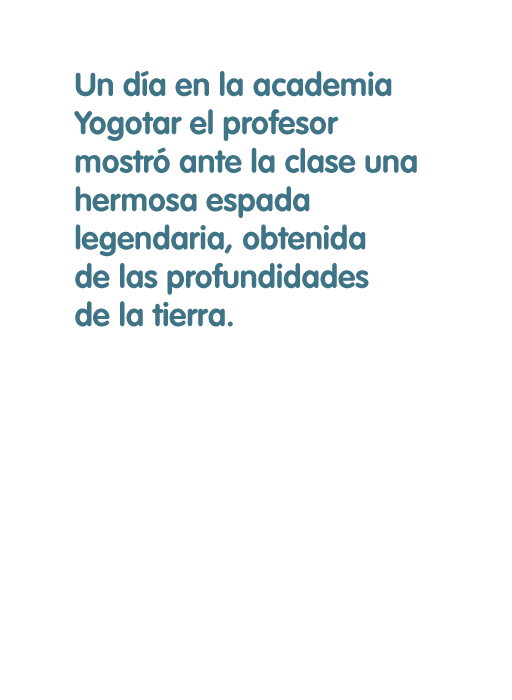 Un día en la academia
Yogotar el profesor
mostró ante la clase una
hermosa espada
legendaria, obtenida
de las profundidades
de la tierra.